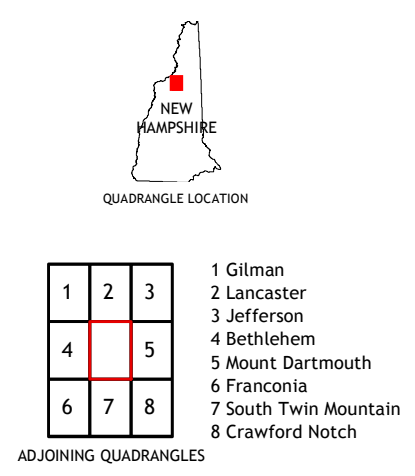 NEW
HAMPSHIRE
QUADRANGLE LOCATION
1 2 3
4 5
6 7 8
ADJOINING QUADRANGLES
1 Gilman
2 Lancaster
3 Jefferson
4 Bethlehem
5 Mount Dartmouth
6 Franconia
7 South Twin Mountain
8 Crawford Notch